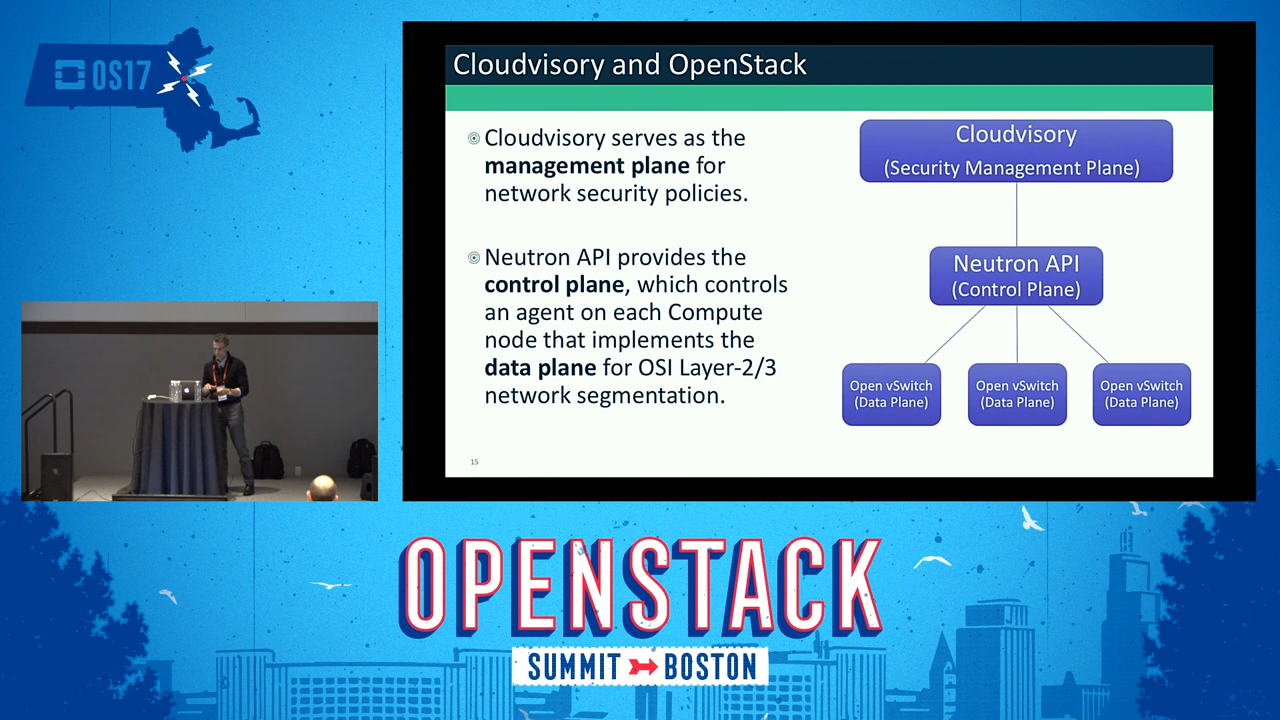 OS17
Cloudvisory and OpenStack
Cloudvisory serves as the
management plane for
network security policies.
Neutron API provides the
control plane, which controls
an agent on each Compute
node that implements the
data plane for OSI Layer-2/3
network segmentation.
15
Cloudvisory
(Security Management Plane)
Neutron API
(Control Plane)
Open vSwitch
(Data Plane)
Open vSwitch
(Data Plane)
Open vSwitch
(Data Plane)
OPENSTACK
SUMMIT BOSTON